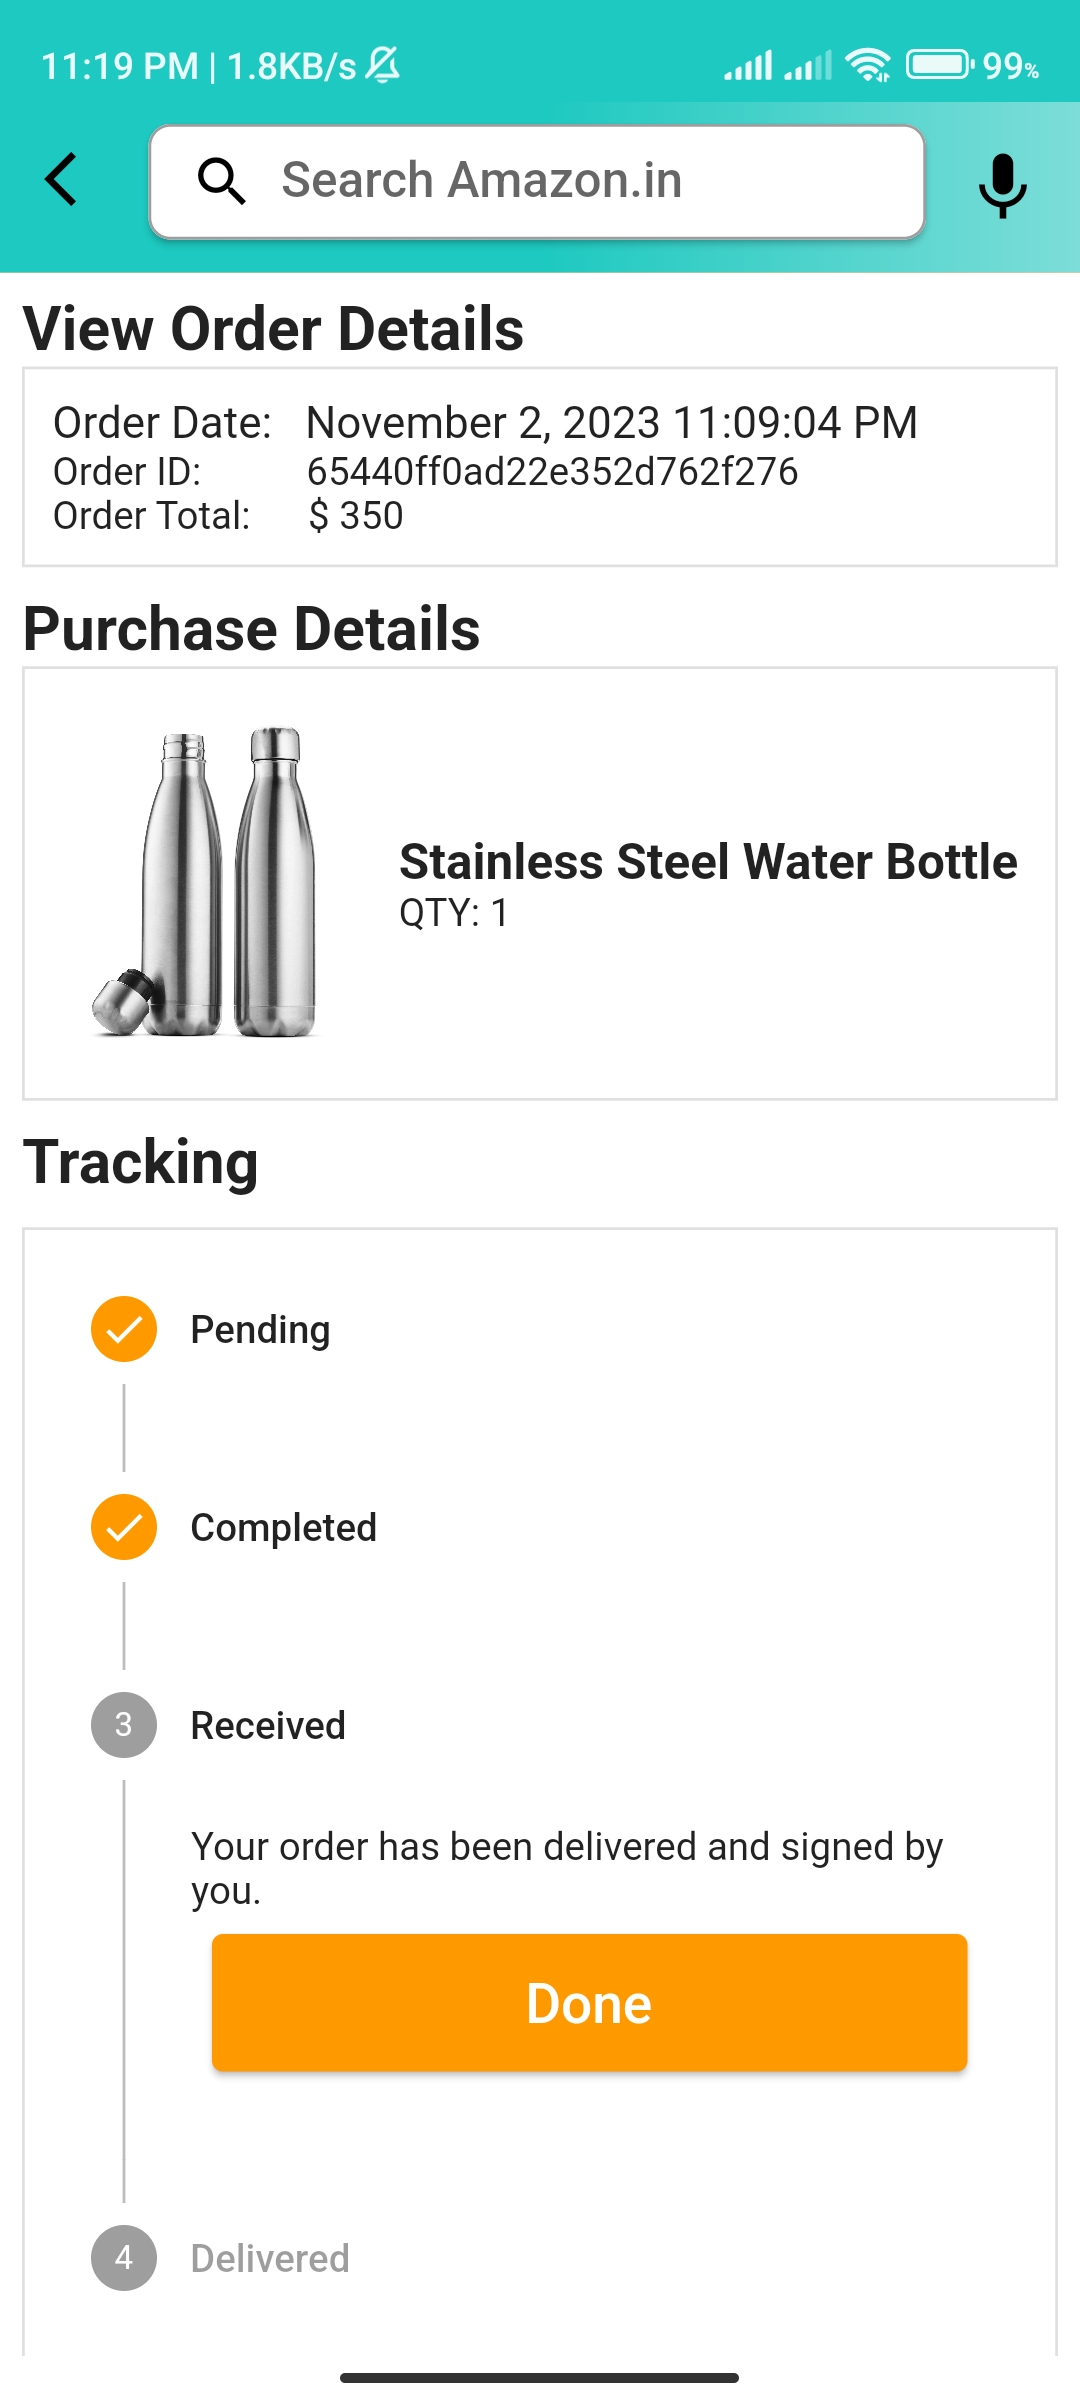 11:19 PM | 1.8KB/s 99%
Search Amazon.in
View Order Details
Order Date: November 2, 2023 11:09:04 PM
Order ID: 65440ff0ad22e352d762f276
Order Total: $ 350
Purchase Details
Stainless Steel Water Bottle
QTY: 1
Tracking
Pending
Completed
3 Received
Your order has been delivered and signed by
you.
Done
4 Delivered